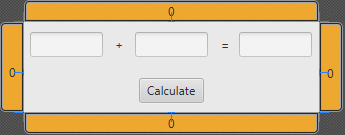 0
+ =
0 0
Calculate
0